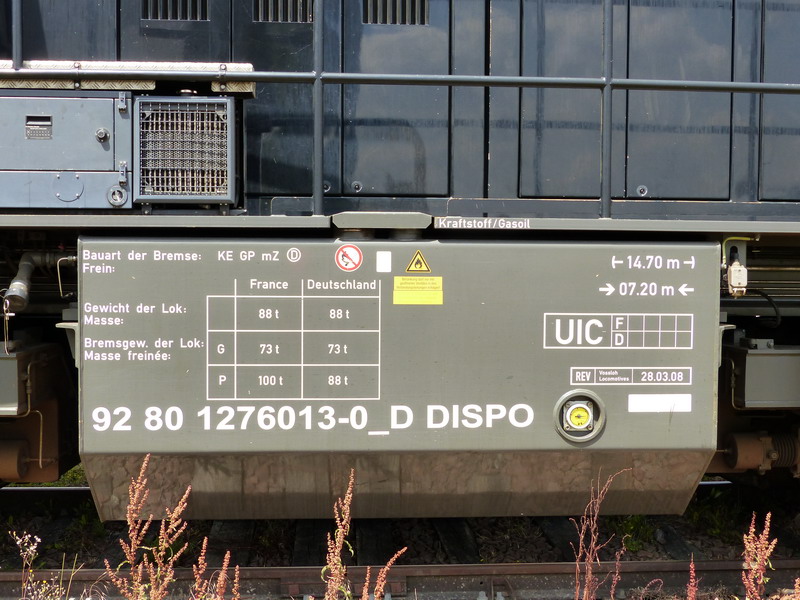 Kraftstoff/Gasoil
Bauart der Bremse: KE GP mZ (D)
Frein:
14.70 m
07.20 m
France Deutschland
Gewicht der Lok: 88 t 88 t
Masse:
Bremsgew. der Lok: G 73 t 73 t
Masse freinée:
P 100 t 88 t
UIC F
D
REV Vossloh Locomotives 28.03.08
92 80 1276013-0_D DISPO